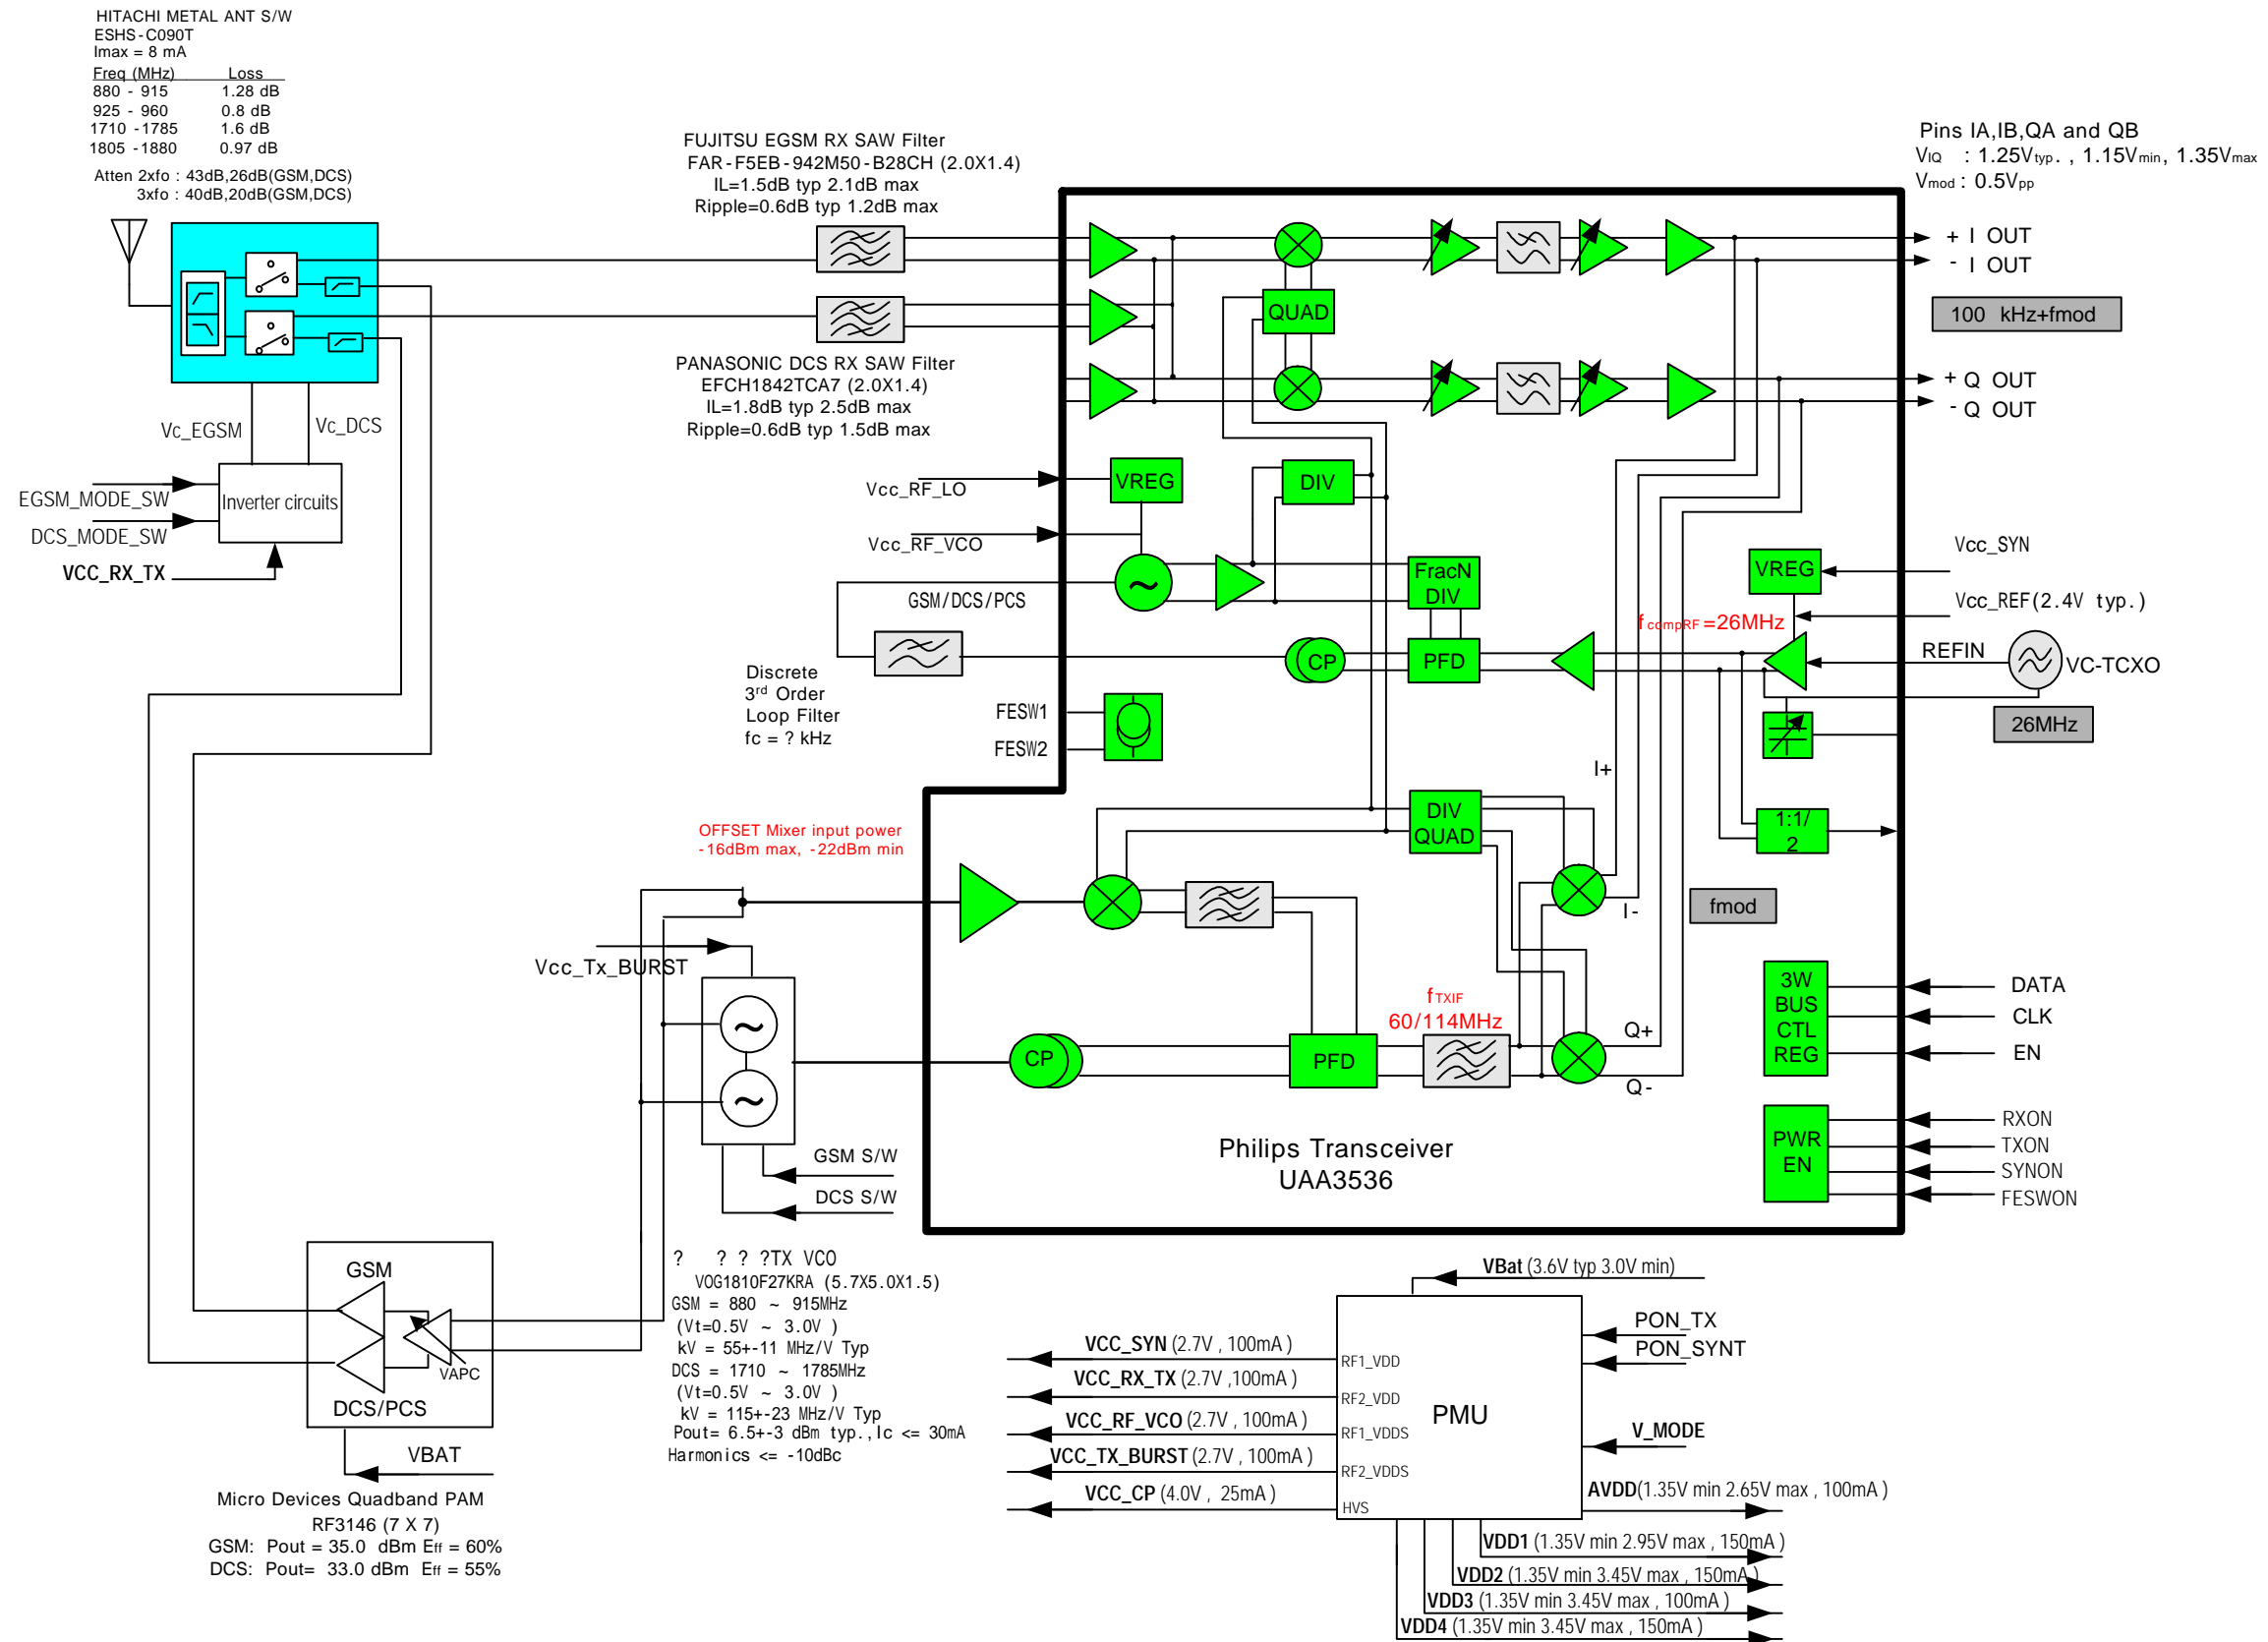 HITACHI METAL ANT S/W
ESHS-C090T
Imax = 8 mA
Freq (MHz) Loss
880 - 915 1.28 dB
925 - 960 0.8 dB
1710 -1785 1.6 dB
1805 -1880 0.97 dB
Atten 2xfo : 43dB,26dB(GSM,DCS)
3xfo : 40dB,20dB(GSM,DCS)
FUJITSU EGSM RX SAW Filter
FAR-F5EB-942M50-B28CH (2.0X1.4)
IL=1.5dB typ 2.1dB max
Ripple=0.6dB typ 1.2dB max
PANASONIC DCS RX SAW Filter
EFCH1842TCA7 (2.0X1.4)
IL=1.8dB typ 2.5dB max
Ripple=0.6dB typ 1.5dB max
Pins IA,IB,QA and QB
VIQ : 1.25Vtyp. , 1.15Vmin, 1.35Vmax
Vmod : 0.5Vpp
+ I OUT
- I OUT
100 kHz+fmod
+ Q OUT
- Q OUT
QUAD
Vc_EGSM
Vc_DCS
EGSM_MODE_SW
DCS_MODE_SW
Inverter circuits
VCC_RX_TX
Vcc_RF_LO
Vcc_RF_VCO
VREG
DIV
GSM/DCS/PCS
FracN
DIV
CP
PFD
fcompRF=26MHz
VREG
Vcc_SYN
Vcc_REF(2.4V typ.)
REFIN
VC-TCXO
26MHz
Discrete
3rd Order
Loop Filter
fc = ? kHz
FESW1
FESW2
I+
I-
DIV
QUAD
1:1/
2
fmod
OFFSET Mixer input power
-16dBm max, -22dBm min
Vcc_Tx_BURST
fTXIF
60/114MHz
CP
PFD
Q+
Q-
3W
BUS
CTL
REG
DATA
CLK
EN
PWR
EN
RXON
TXON
SYNON
FESWON
GSM S/W
DCS S/W
Philips Transceiver
UAA3536
? ? ? ?TX VCO
VOG1810F27KRA (5.7X5.0X1.5)
GSM = 880 ~ 915MHz
(Vt=0.5V ~ 3.0V )
kV = 55+-11 MHz/V Typ
DCS = 1710 ~ 1785MHz
(Vt=0.5V ~ 3.0V )
kV = 115+-23 MHz/V Typ
Pout= 6.5+-3 dBm typ.,Ic <= 30mA
Harmonics <= -10dBc
GSM
VAPC
DCS/PCS
VBAT
Micro Devices Quadband PAM
RF3146 (7 X 7)
GSM: Pout = 35.0 dBm Eff = 60%
DCS: Pout= 33.0 dBm Eff = 55%
VBat (3.6V typ 3.0V min)
PON_TX
PON_SYNT
V_MODE
PMU
VCC_SYN (2.7V , 100mA )
RF1_VDD
VCC_RX_TX (2.7V ,100mA )
RF2_VDD
VCC_RF_VCO (2.7V , 100mA )
RF1_VDDS
VCC_TX_BURST (2.7V , 100mA )
RF2_VDDS
VCC_CP (4.0V , 25mA )
HVS
AVDD(1.35V min 2.65V max , 100mA )
VDD1 (1.35V min 2.95V max , 150mA )
VDD2 (1.35V min 3.45V max , 150mA )
VDD3 (1.35V min 3.45V max , 100mA )
VDD4 (1.35V min 3.45V max , 150mA )